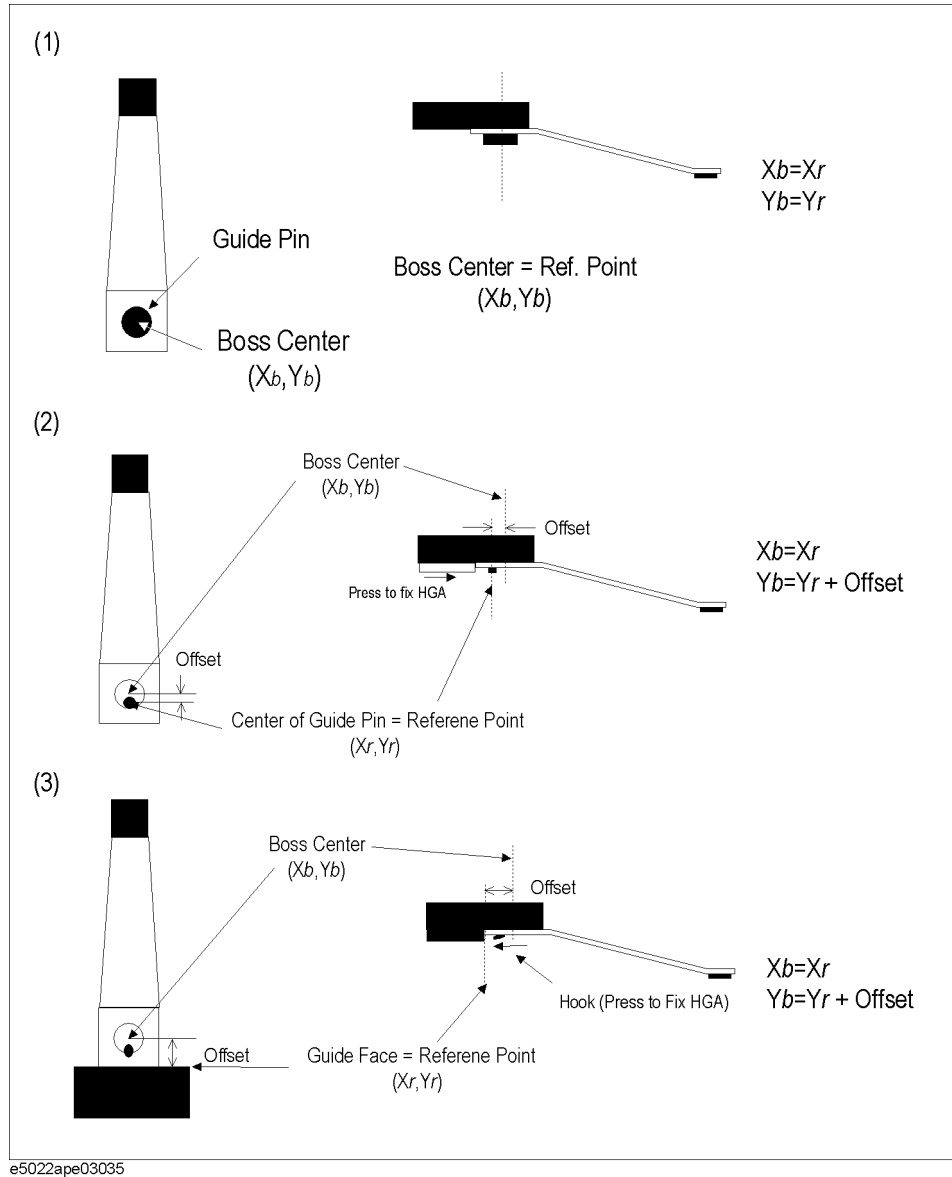 (1)
Guide Pin
Boss Center
(Xb,Yb)
Boss Center = Ref. Point
(Xb,Yb)
Xb=Xr
Yb=Yr
(2)
Boss Center
(Xb,Yb)
Offset
Press to fix HGA
Xb=Xr
Yb=Yr + Offset
Offset
Center of Guide Pin = Referene Point
(Xr,Yr)
(3)
Boss Center
(Xb,Yb)
Offset
Hook (Press to Fix HGA)
Xb=Xr
Yb=Yr + Offset
Offset
Guide Face = Referene Point
(Xr,Yr)
e5022ape03035